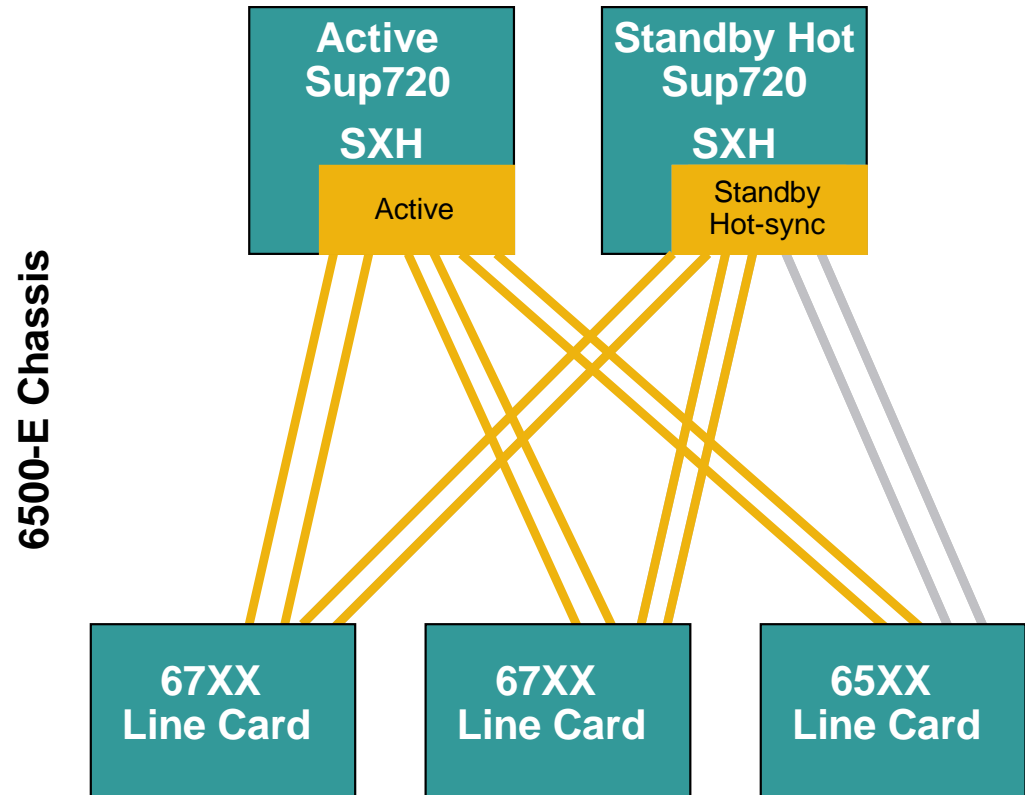 Active
Sup720
SXH
Active
Standby Hot
Sup720
SXH
Standby
Hot-sync
6500-E Chassis
67XX
Line Card
67XX
Line Card
65XX
Line Card